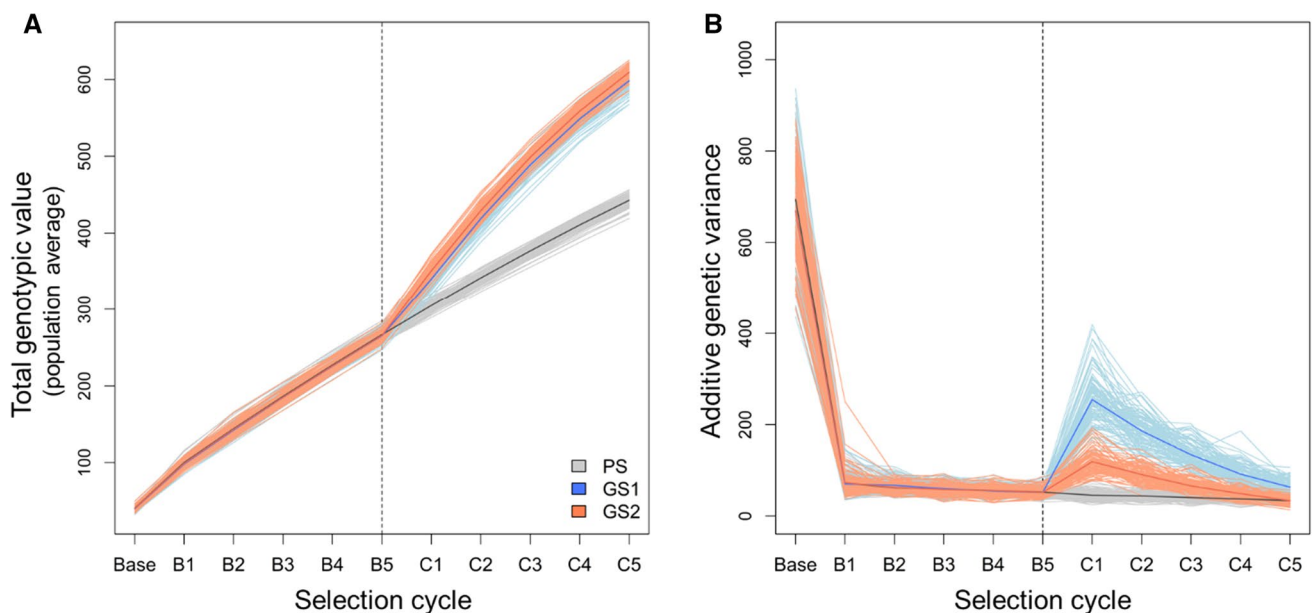 A
Total genotypic value
(population average)
600
500
400
300
200
100
PS
GS1
GS2
Base B1 B2 B3 B4 B5 C1 C2 C3 C4 C5
Selection cycle
B
Additive genetic variance
1000
800
600
400
200
0
Base B1 B2 B3 B4 B5 C1 C2 C3 C4 C5
Selection cycle